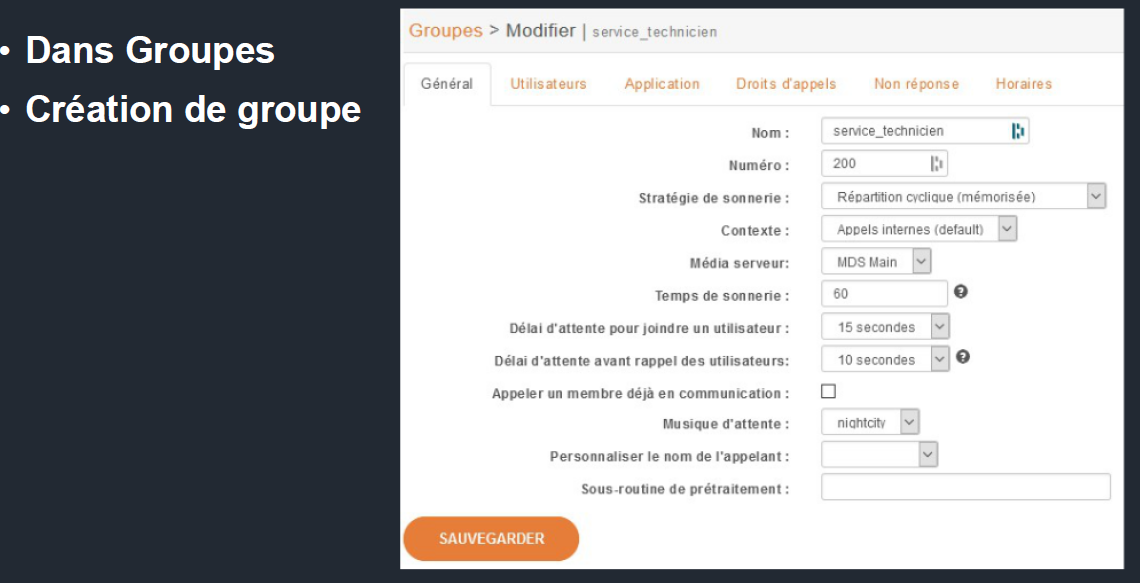 • Dans Groupes
• Création de groupe
Groupes > Modifier | service_technicien
Général Utilisateurs Application Droits d'appels Non réponse Horaires
Nom : service_technicien
Numéro : 200
Stratégie de sonnerie : Répartition cyclique (mémorisée)
Contexte : Appels internes (default)
Média serveur: MDS Main
Temps de sonnerie : 60
Délai d'attente pour joindre un utilisateur : 15 secondes
Délai d'attente avant rappel des utilisateurs: 10 secondes
Appeler un membre déjà en communication :
Musique d'attente : nightcity
Personnaliser le nom de l'appelant :
Sous-routine de prétraitement :
SAUVEGARDER